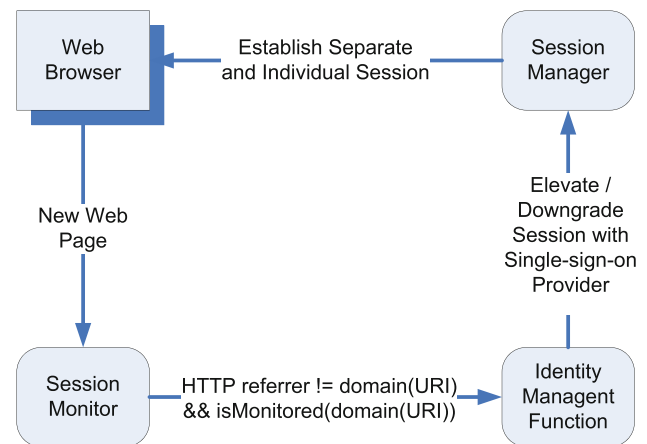 Web
Browser
Establish Separate
and Individual Session
Session
Manager
New Web
Page
Elevate /
Downgrade
Session with
Single-sign-on
Provider
Session
Monitor
HTTP referrer != domain(URI)
&& isMonitored(domain(URI))
Identity
Managent
Function